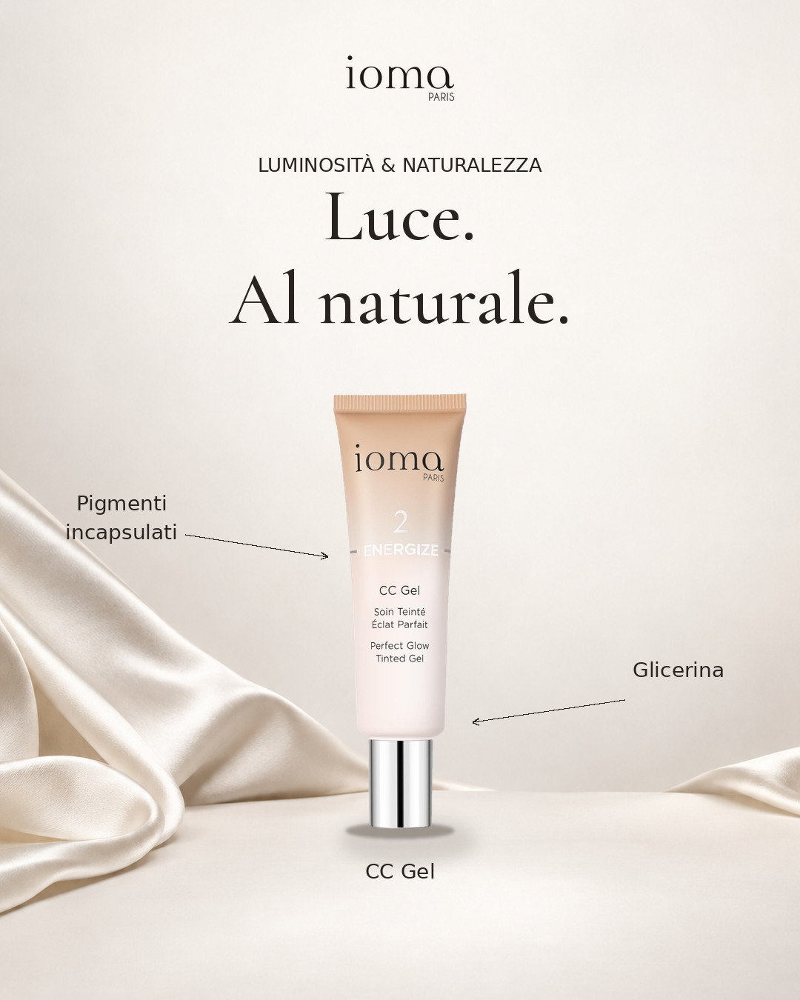 ioma
PARIS
LUMINOSITÀ & NATURALEZZA
Luce.
Al naturale.
ioma
PARIS
2
ENERGIZE
CC Gel
Soin Teinté
Éclat Parfait
Perfect Glow
Tinted Gel
Pigmenti
incapsulati
Glicerina
CC Gel